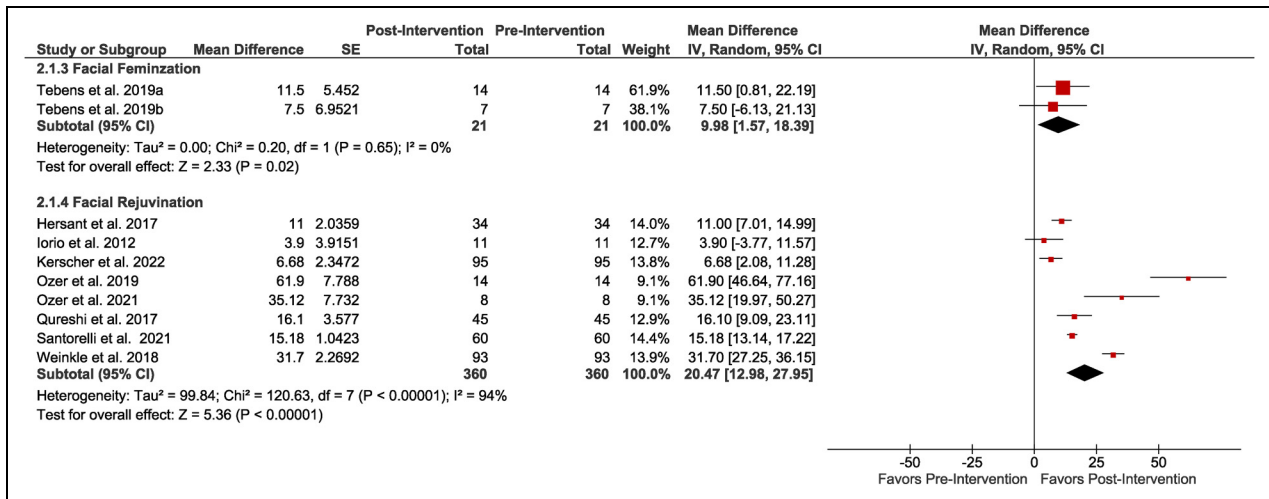 Post-Intervention Pre-Intervention Mean Difference Mean Difference
Study or Subgroup Mean Difference SE Total Total Weight IV, Random, 95% CI IV, Random, 95% CI
2.1.3 Facial Feminzation
Tebens et al. 2019a 11.5 5.452 14 14 61.9% 11.50 [0.81, 22.19]
Tebens et al. 2019b 7.5 6.9521 7 7 38.1% 7.50 [-6.13, 21.13]
Subtotal (95% CI) 21 21 100.0% 9.98 [1.57, 18.39]
Heterogeneity: Tau² = 0.00; Chi² = 0.20, df = 1 (P = 0.65); I² = 0%
Test for overall effect: Z = 2.33 (P = 0.02)
2.1.4 Facial Rejuvination
Hersant et al. 2017 11 2.0359 34 34 14.0% 11.00 [7.01, 14.99]
Iorio et al. 2012 3.9 3.9151 11 11 12.7% 3.90 [-3.77, 11.57]
Kerscher et al. 2022 6.68 2.3472 95 95 13.8% 6.68 [2.08, 11.28]
Ozer et al. 2019 61.9 7.788 14 14 9.1% 61.90 [46.64, 77.16]
Ozer et al. 2021 35.12 7.732 8 8 9.1% 35.12 [19.97, 50.27]
Qureshi et al. 2017 16.1 3.577 45 45 12.9% 16.10 [9.09, 23.11]
Santorelli et al. 2021 15.18 1.0423 60 60 14.4% 15.18 [13.14, 17.22]
Weinkle et al. 2018 31.7 2.2692 93 93 13.9% 31.70 [27.25, 36.15]
Subtotal (95% CI) 360 360 100.0% 20.47 [12.98, 27.95]
Heterogeneity: Tau² = 99.84; Chi² = 120.63, df = 7 (P < 0.00001); I² = 94%
Test for overall effect: Z = 5.36 (P < 0.00001)
-50 -25 0 25 50
Favors Pre-Intervention Favors Post-Intervention